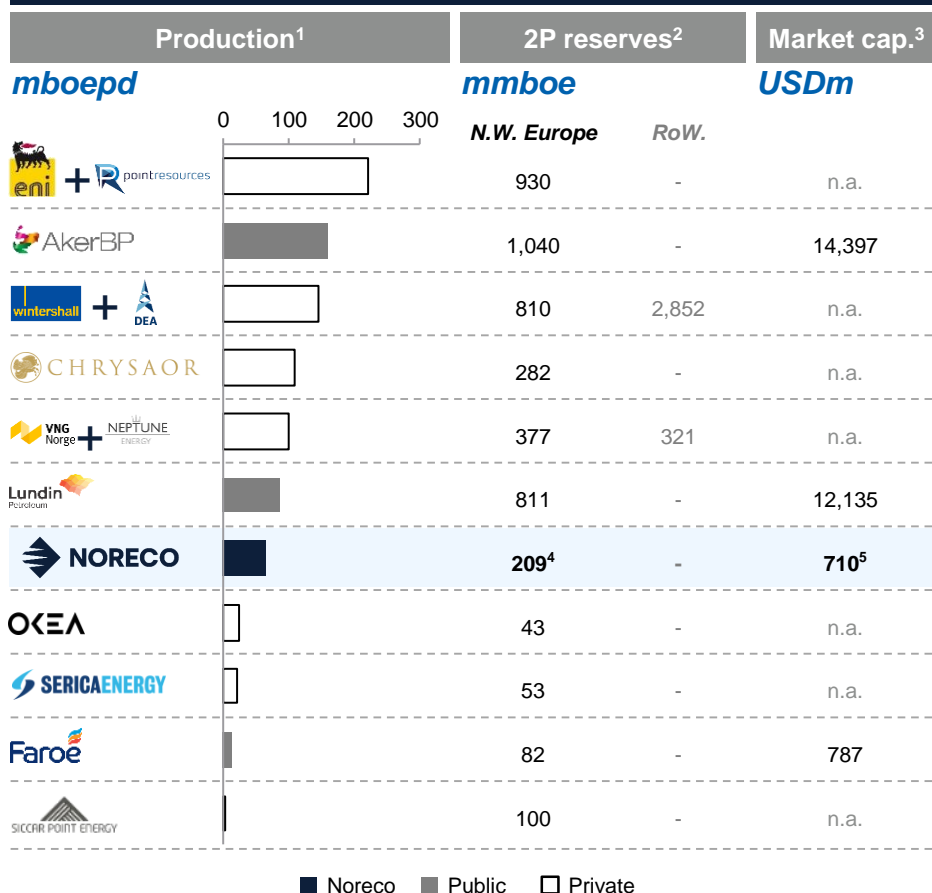 Production¹ 2P reserves² Market cap.³
mboepd mmboe USDm
0 100 200 300 N.W. Europe RoW.
eni + R pointresources 930 - n.a.
AkerBP 1,040 - 14,397
wintershall + DEA 810 2,852 n.a.
CHRYSAOR 282 - n.a.
VNG Norge + NEPTUNE ENERGY 377 321 n.a.
Lundin Petroleum 811 - 12,135
NORECO 209⁴ - 710⁵
OKEA 43 - n.a.
SERICAENERGY 53 - n.a.
Faroe 82 - 787
SICCAR POINT ENERGY 100 - n.a.
Noreco Public Private